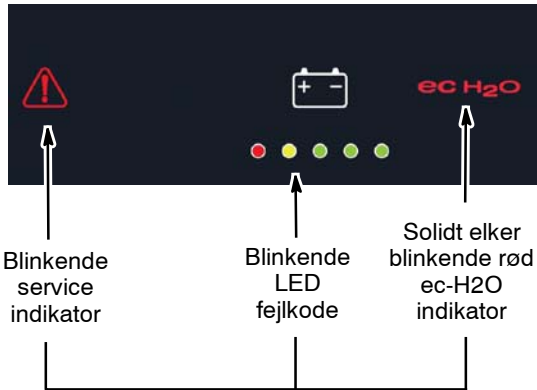 ec H2O
Blinkende
service
indikator
Blinkende
LED
fejlkode
Solidt elker
blinkende rød
ec-H2O
indikator